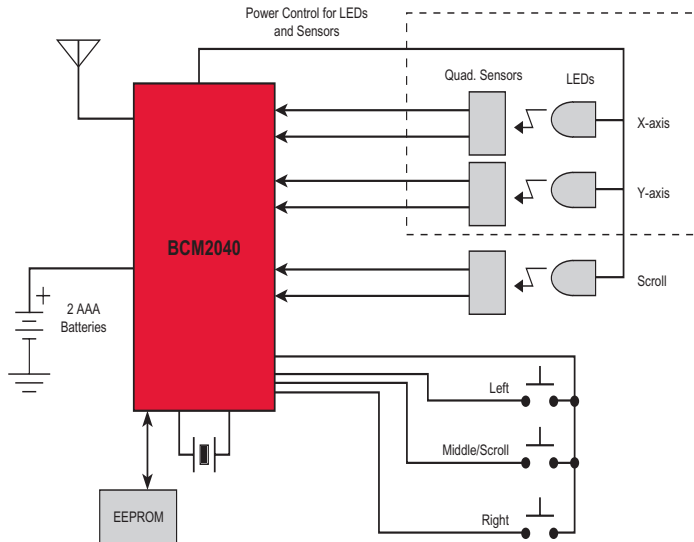 Power Control for LEDs
and Sensors
Quad. Sensors
LEDs
X-axis
Y-axis
BCM2040
Scroll
+
2 AAA
Batteries
Left
Middle/Scroll
Right
EEPROM